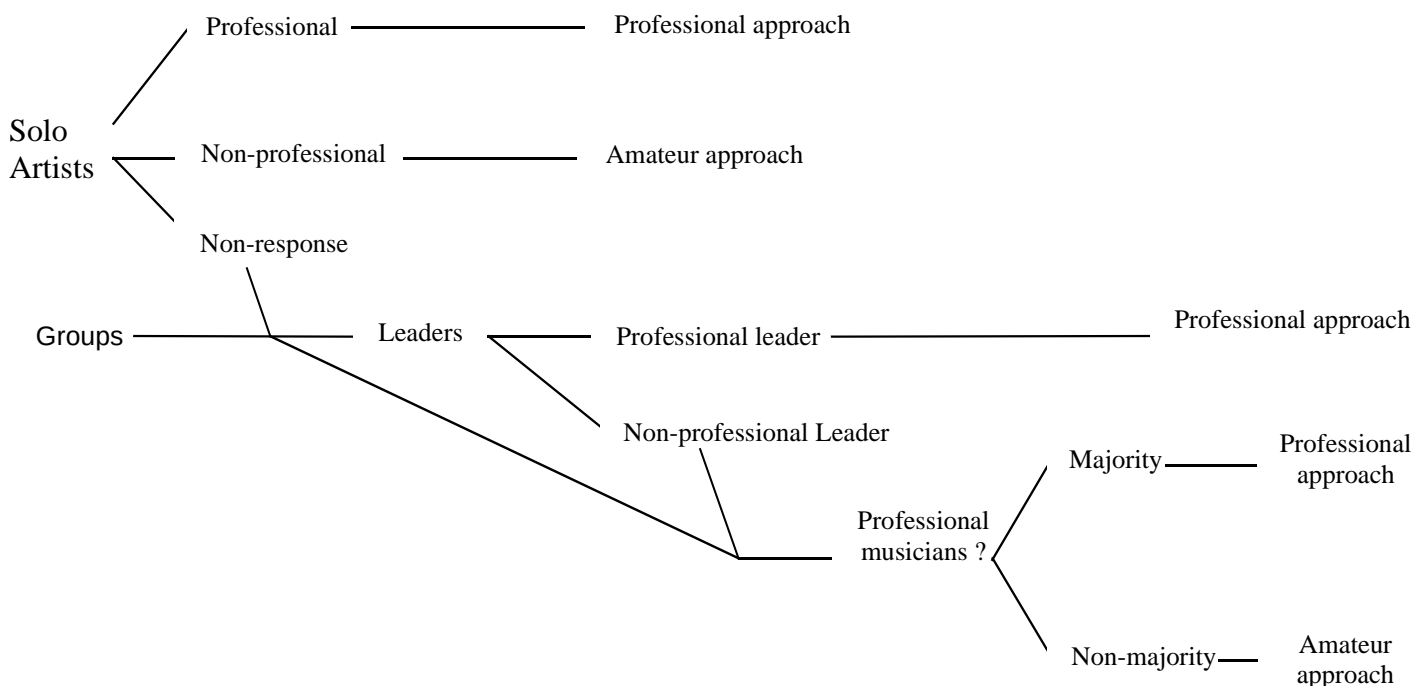 Professional
Professional approach
Solo
Artists
Non-professional
Amateur approach
Non-response
Groups
Leaders
Professional leader
Professional approach
Non-professional Leader
Majority
Professional
approach
Professional
musicians ?
Non-majority
Amateur
approach